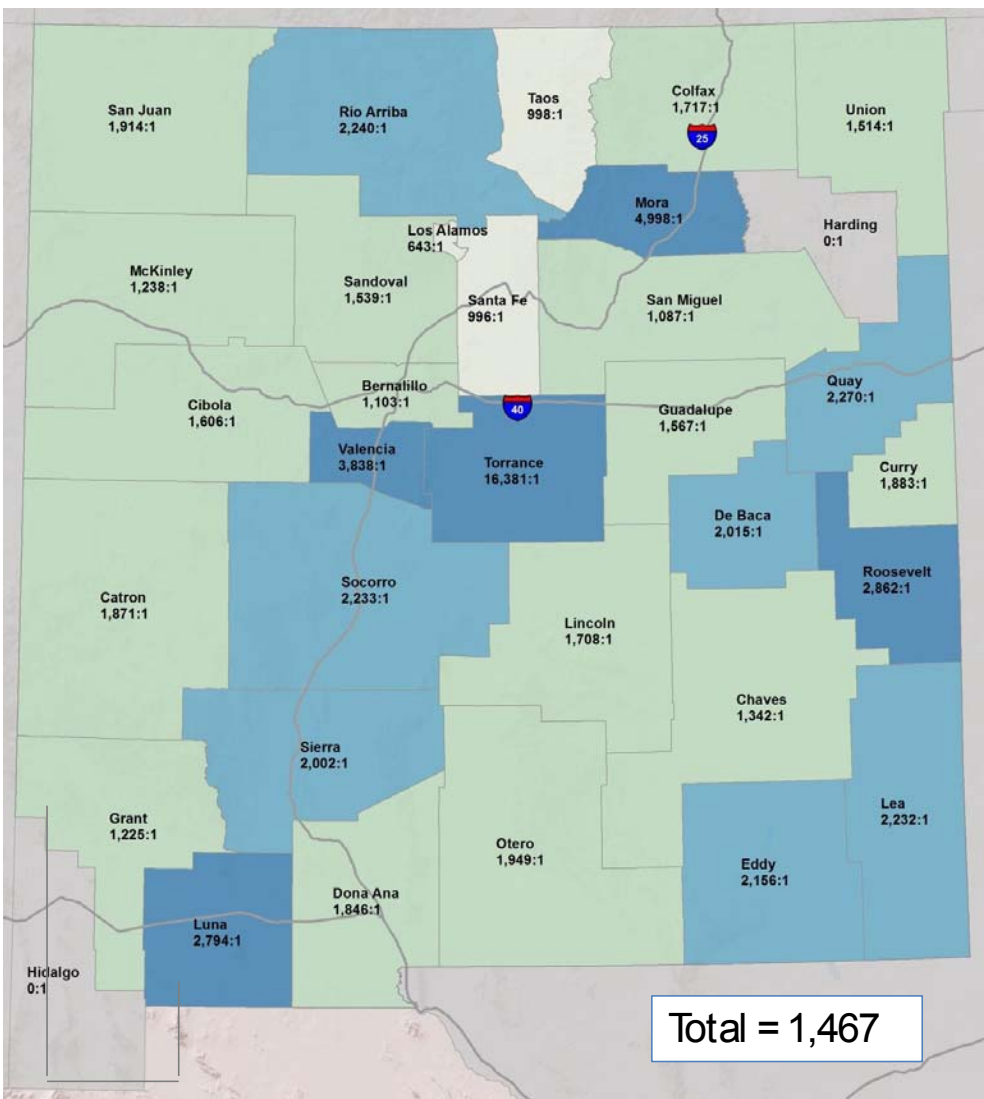 San Juan
1,914:1
Rio Arriba
2,240:1
Taos
998:1
Colfax
1,717:1
25
Union
1,514:1
Mora
4,998:1
Harding
0:1
Los Alamos
643:1
McKinley
1,238:1
Sandoval
1,539:1
Santa Fe
996:1
San Miguel
1,087:1
Bernalillo
1,103:1
Quay
2,270:1
Cibola
1,606:1
40
Guadalupe
1,567:1
Valencia
3,838:1
Torrance
16,381:1
Curry
1,883:1
De Baca
2,015:1
Roosevelt
2,862:1
Catron
1,871:1
Socorro
2,233:1
Lincoln
1,708:1
Chaves
1,342:1
Sierra
2,002:1
Grant
1,225:1
Lea
2,232:1
Otero
1,949:1
Eddy
2,156:1
Dona Ana
1,846:1
Luna
2,794:1
Hidalgo
0:1
Total = 1,467